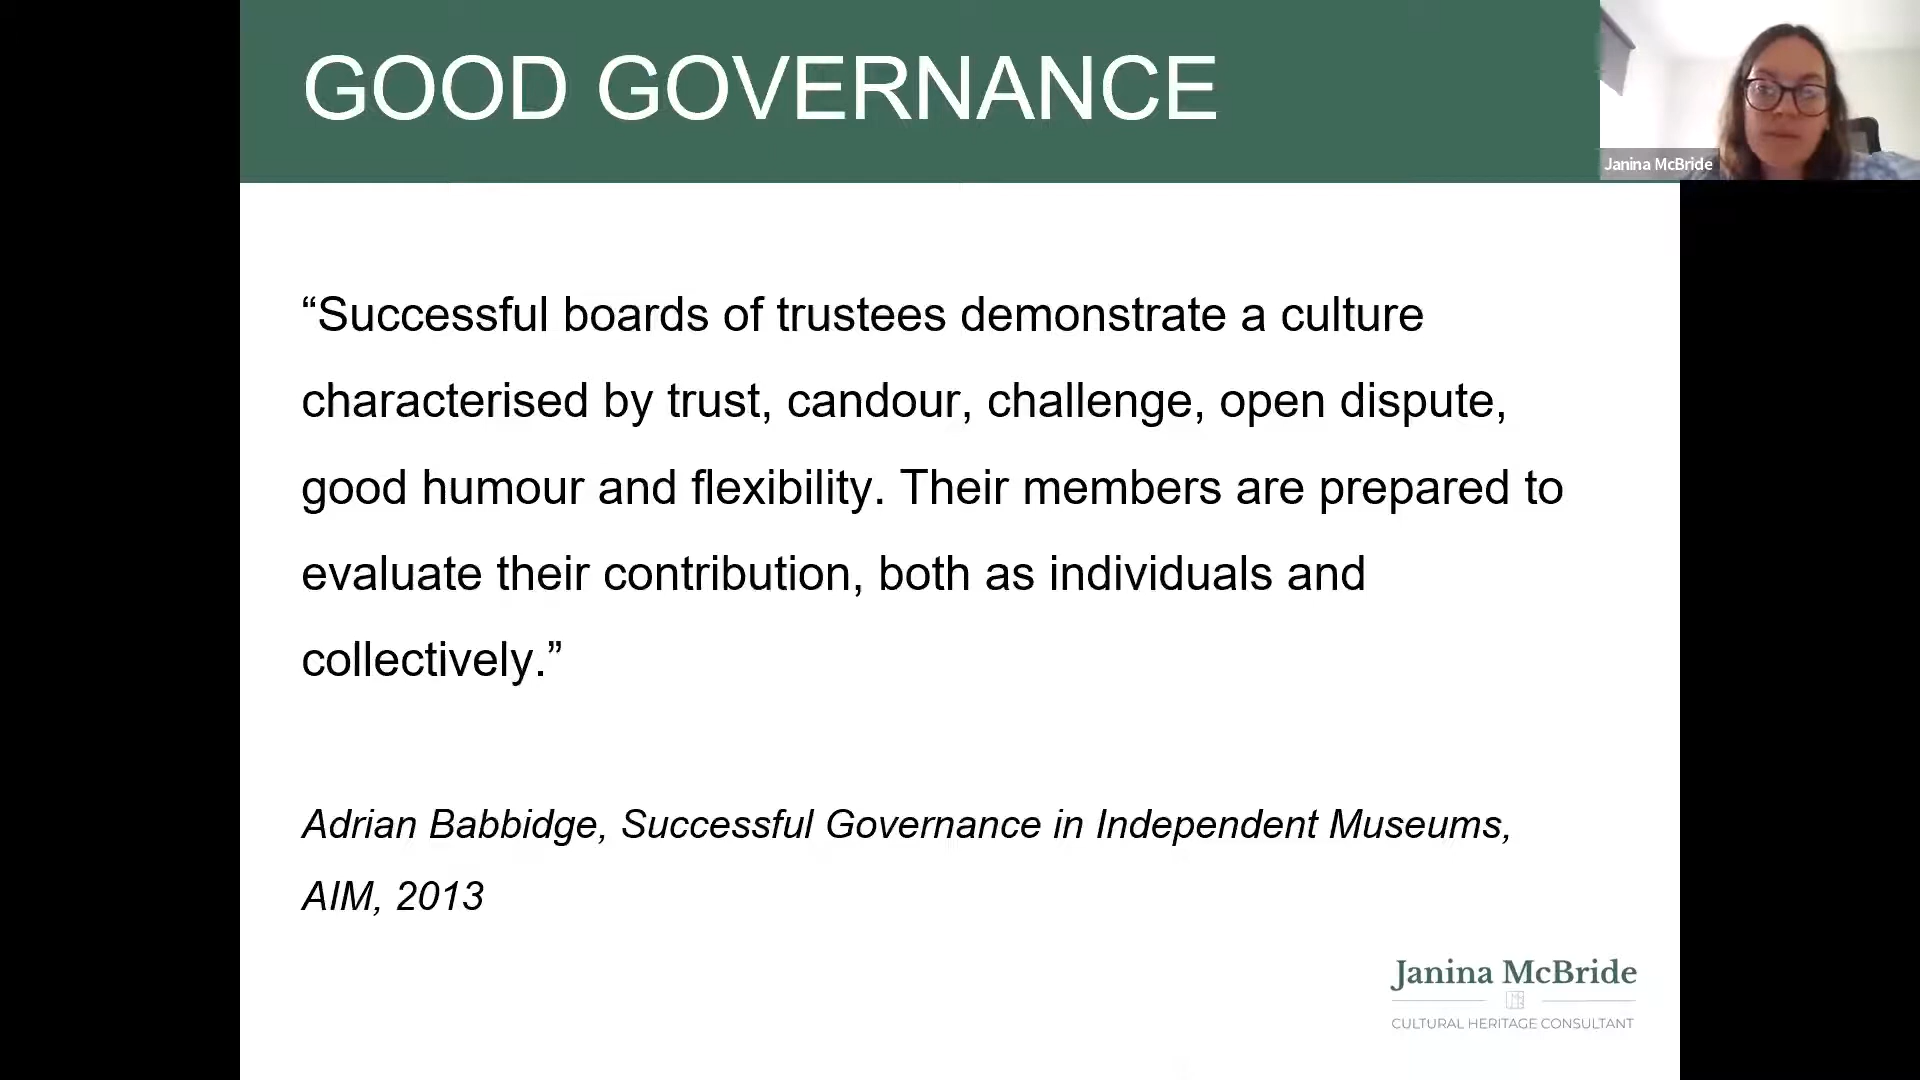 GOOD GOVERNANCE
Janina McBride
“Successful boards of trustees demonstrate a culture
characterised by trust, candour, challenge, open dispute,
good humour and flexibility. Their members are prepared to
evaluate their contribution, both as individuals and
collectively.”
Adrian Babbidge, Successful Governance in Independent Museums,
AIM, 2013
Janina McBride
CULTURAL HERITAGE CONSULTANT